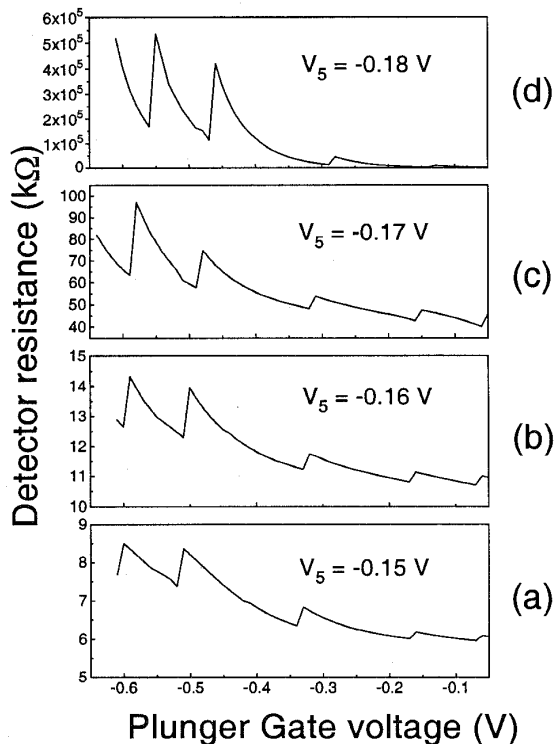 Detector resistance (kΩ)
6x10⁵
5x10⁵
4x10⁵
3x10⁵
2x10⁵
1x10⁵
0
V₅ = -0.18 V
(d)
100
90
80
70
60
50
40
V₅ = -0.17 V
(c)
15
14
13
12
11
10
V₅ = -0.16 V
(b)
9
8
7
6
5
V₅ = -0.15 V
(a)
-0.6 -0.5 -0.4 -0.3 -0.2 -0.1
Plunger Gate voltage (V)